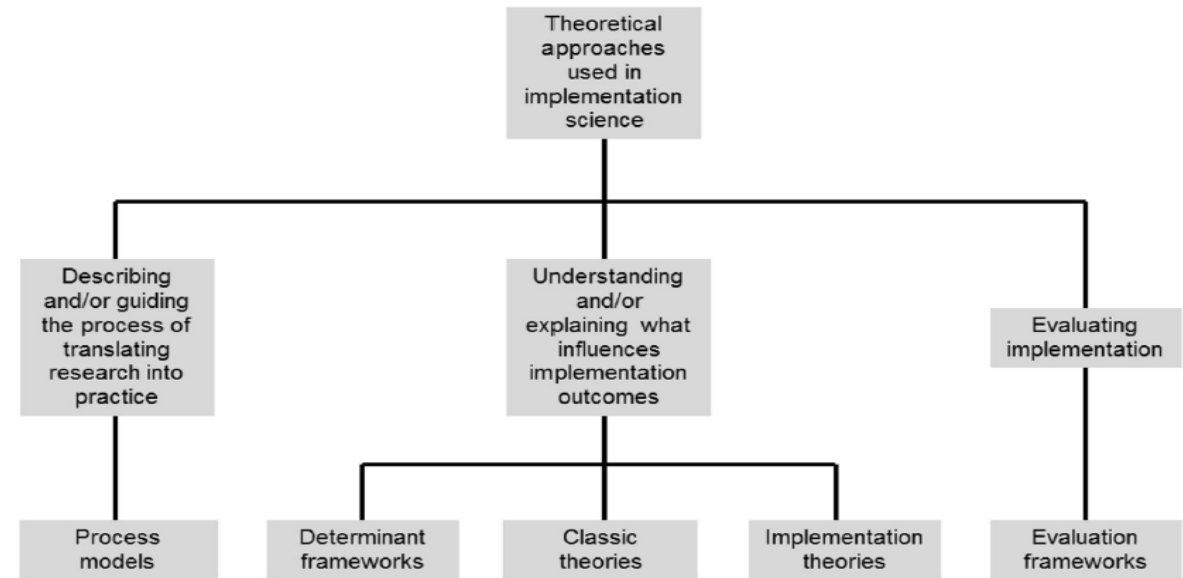 Theoretical
approaches
used in
implementation
science
Describing
and/or guiding
the process of
translating
research into
practice
Understanding
and/or
explaining what
influences
implementation
outcomes
Evaluating
implementation
Process
models
Determinant
frameworks
Classic
theories
Implementation
theories
Evaluation
frameworks